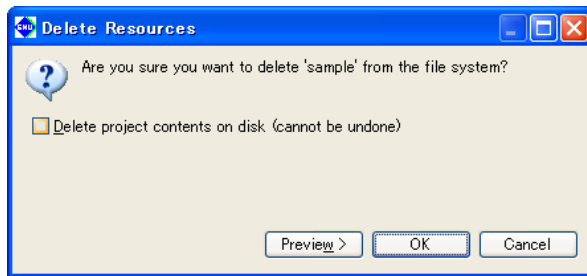 GNU Delete Resources
Are you sure you want to delete 'sample' from the file system?
Delete project contents on disk (cannot be undone)
Preview > OK Cancel